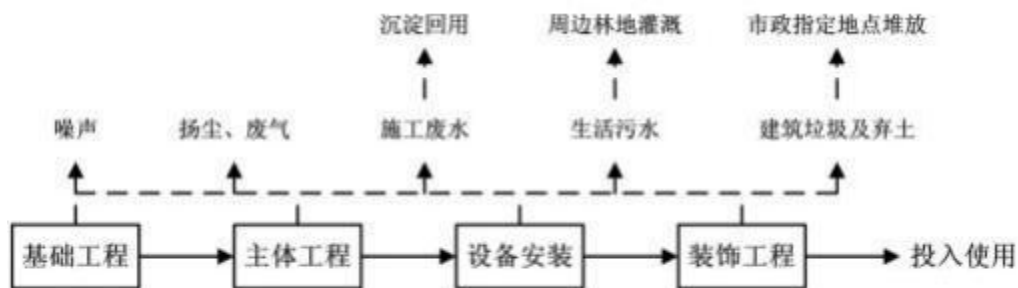 沉淀回用 周边林地灌溉 市政指定地点堆放
噪声 扬尘、废气 施工废水 生活污水 建筑垃圾及弃土
基础工程 主体工程 设备安装 装饰工程 投入使用